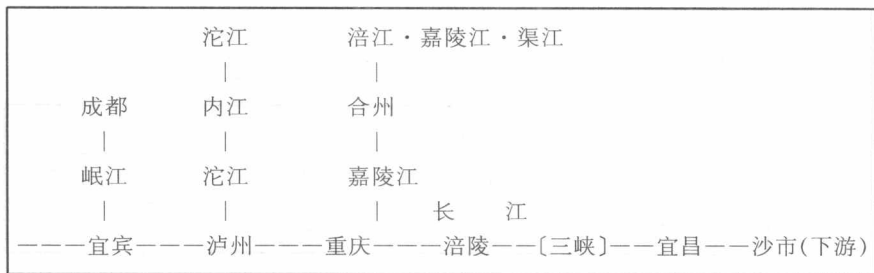 沱江 涪江·嘉陵江·渠江
| |
成都 内江 合州
| | |
岷江 沱江 嘉陵江
| | | 长 江
———宜宾———泸州———重庆———涪陵——〔三峡〕——宜昌——沙市(下游)